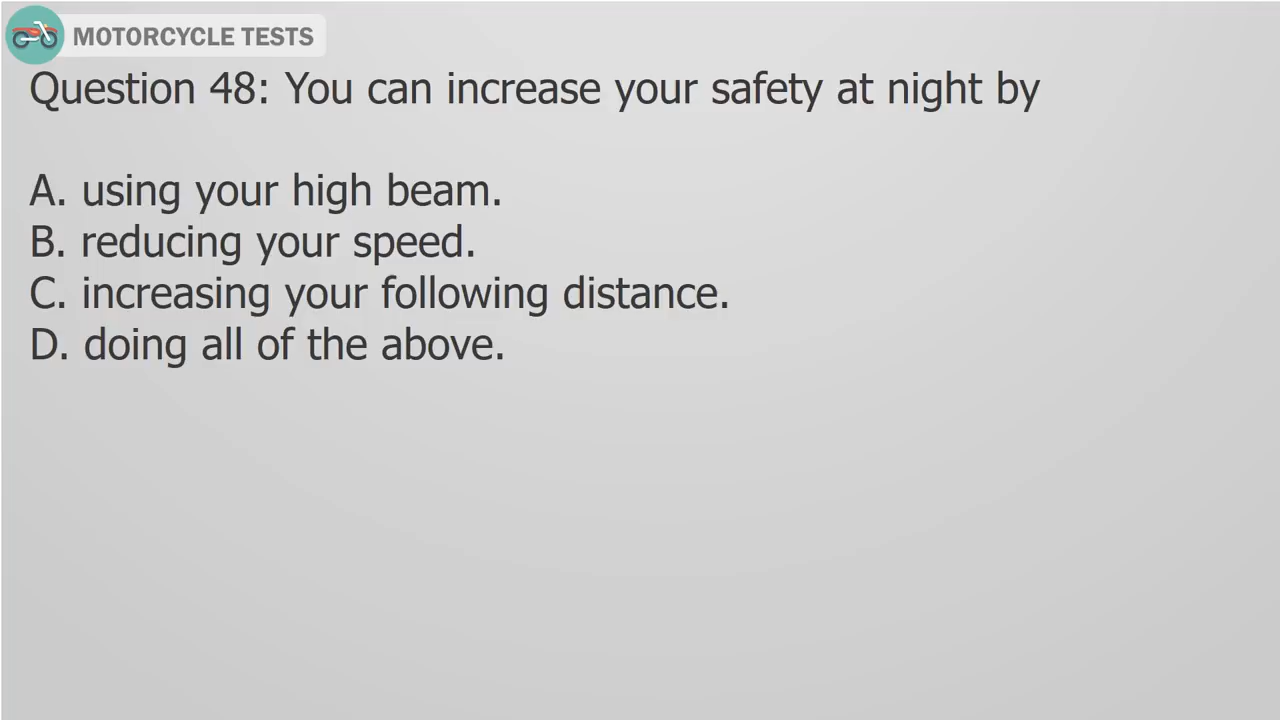 MOTORCYCLE TESTS
Question 48: You can increase your safety at night by
A. using your high beam.
B. reducing your speed.
C. increasing your following distance.
D. doing all of the above.